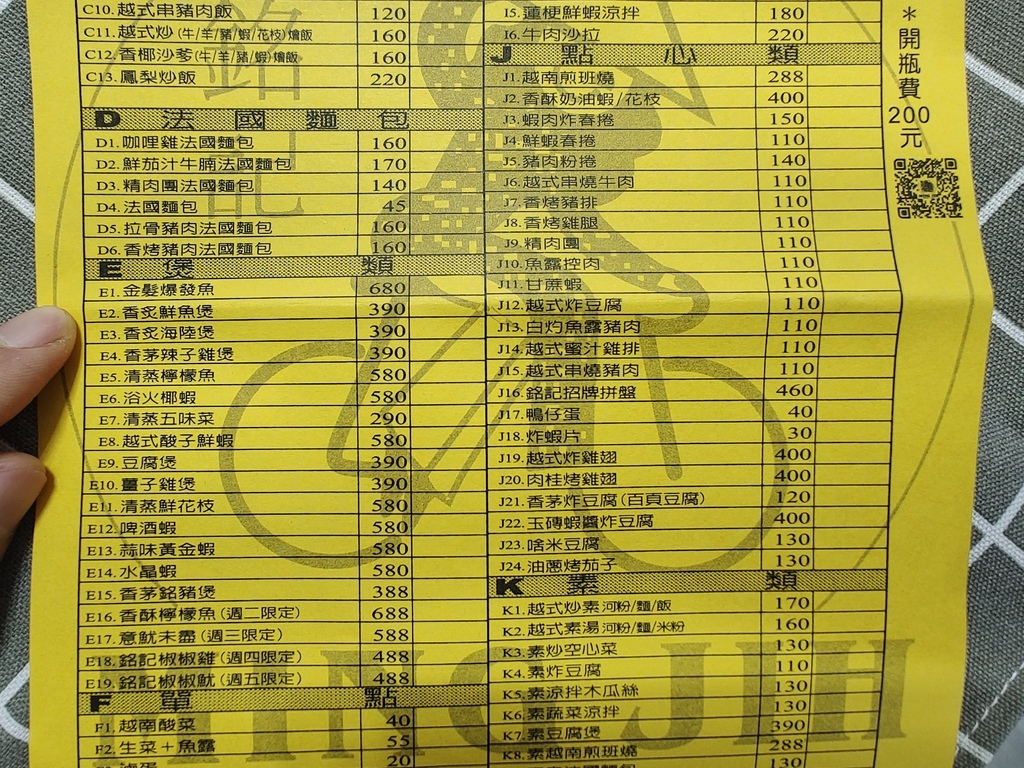 C10.越式串豬肉飯 120
C11.越式炒(牛/羊/豬/蝦/花枝)燴飯 160
C12.香椰沙爹(牛/羊/豬/蝦)燴飯 160
C13.鳳梨炒飯 220
D 法國麵包
D1.咖哩雞法國麵包 160
D2.鮮茄汁牛腩法國麵包 170
D3.精肉團法國麵包 140
D4.法國麵包 45
D5.拉骨豬肉法國麵包 160
D6.香烤豬肉法國麵包 160
E 煲類
E1.金髮爆發魚 680
E2.香炙鮮魚煲 390
E3.香炙海陸煲 390
E4.香茅辣子雞煲 390
E5.清蒸檸檬魚 580
E6.浴火椰蝦 580
E7.清蒸五味菜 290
E8.越式酸子鮮蝦 580
E9.豆腐煲 390
E10.薑子雞煲 390
E11.清蒸鮮花枝 580
E12.啤酒蝦 580
E13.蒜味黃金蝦 580
E14.水晶蝦 580
E15.香茅銘豬煲 388
E16.香酥檸檬魚(週二限定) 688
E17.意魷未盡(週三限定) 588
E18.銘記椒椒雞(週四限定) 488
E19.銘記椒椒魷(週五限定) 488
F 單點
F1.越南酸菜 40
F2.生菜+魚露 55
20
I5.蓮梗鮮蝦涼拌 180
I6.牛肉沙拉 220
J 點心類
J1.越南煎班燒 288
J2.香酥奶油蝦/花枝 400
J3.蝦肉炸春捲 150
J4.鮮蝦春捲 110
J5.豬肉粉捲 140
J6.越式串燒牛肉 110
J7.香烤豬排 110
J8.香烤雞腿 110
J9.精肉團 110
J10.魚露控肉 110
J11.甘蔗蝦 110
J12.越式炸豆腐 110
J13.白灼魚露豬肉 110
J14.越式蜜汁雞排 110
J15.越式串燒豬肉 110
J16.銘記招牌拼盤 460
J17.鴨仔蛋 40
J18.炸蝦片 30
J19.越式炸雞翅 400
J20.肉桂烤雞翅 400
J21.香茅炸豆腐(百頁豆腐) 120
J22.玉磚蝦醬炸豆腐 400
J23.啥米豆腐 130
J24.油蔥烤茄子 130
K 素類
K1.越式炒素河粉/麵/飯 170
K2.越式素湯河粉/麵/米粉 160
K3.素炒空心菜 130
K4.素炸豆腐 110
K5.素涼拌木瓜絲 130
K6.素蔬菜涼拌 130
K7.素豆腐煲 390
K8.素越南煎班燒 288
130
*開瓶費200元
銘記
MING JIH